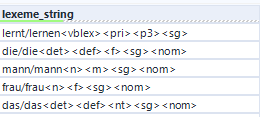 lexeme_string
lernt/lernen<vblex><pri><p3><sg>
die/die<det><def><f><sg><nom>
mann/mann<n><m><sg><nom>
frau/frau<n><f><sg><nom>
das/das<det><def><nt><sg><nom>